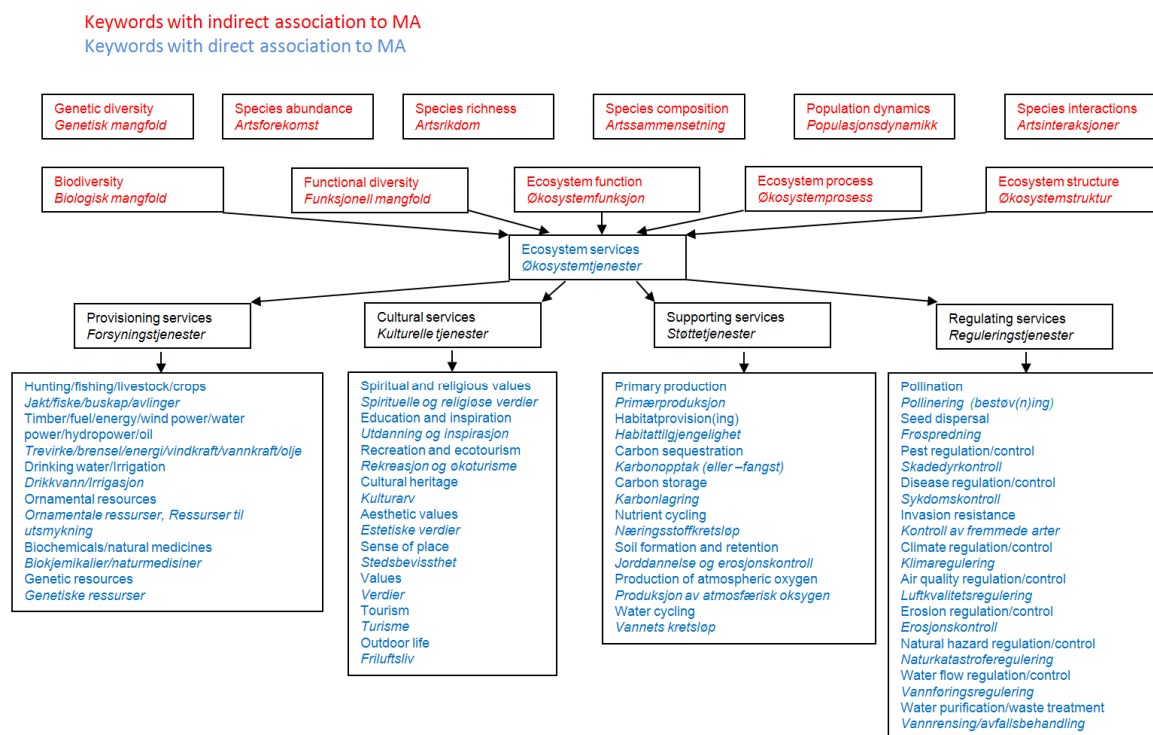 Keywords with indirect association to MA
Keywords with direct association to MA
Genetic diversity
Genetisk mangfold
Species abundance
Artsforekomst
Species richness
Artsrikdom
Species composition
Artssammensetning
Population dynamics
Populasjonsdynamikk
Species interactions
Artsinteraksjoner
Biodiversity
Biologisk mangfold
Functional diversity
Funksjonell mangfold
Ecosystem function
Økosystemfunksjon
Ecosystem process
Økosystemprosess
Ecosystem structure
Økosystemstruktur
Ecosystem services
Økosystemtjenester
Provisioning services
Forsyningstjenester
Cultural services
Kulturelle tjenester
Supporting services
Støttetjenester
Regulating services
Reguleringstjenester
Hunting/fishing/livestock/crops
Jakt/fiske/buskap/avlinger
Timber/fuel/energy/wind power/water
power/hydropower/oil
Trevirke/brensel/energi/vindkraft/vannkraft/olje
Drinking water/Irrigation
Drikkvann/Irrigasjon
Ornamental resources
Ornamentale ressurser, Ressurser til
utsmykning
Biochemicals/natural medicines
Biokjemikalier/naturmedisiner
Genetic resources
Genetiske ressurser
Spiritual and religious values
Spirituelle og religiøse verdier
Education and inspiration
Utdanning og inspirasjon
Recreation and ecotourism
Rekreasjon og økoturisme
Cultural heritage
Kulturarv
Aesthetic values
Estetiske verdier
Sense of place
Stedsbevissthet
Values
Verdier
Tourism
Turisme
Outdoor life
Friluftsliv
Primary production
Primærproduksjon
Habitatprovision(ing)
Habitattilgjengelighet
Carbon sequestration
Karbonopptak (eller –fangst)
Carbon storage
Karbonlagring
Nutrient cycling
Næringsstoffkretsløp
Soil formation and retention
Jorddannelse og erosjonskontroll
Production of atmospheric oxygen
Produksjon av atmosfærisk oksygen
Water cycling
Vannets kretsløp
Pollination
Pollinering (bestøv(n)ing)
Seed dispersal
Frøspredning
Pest regulation/control
Skadedyrkontroll
Disease regulation/control
Sykdomskontroll
Invasion resistance
Kontroll av fremmede arter
Climate regulation/control
Klimaregulering
Air quality regulation/control
Luftkvalitetsregulering
Erosion regulation/control
Erosjonskontroll
Natural hazard regulation/control
Naturkatastroferegulering
Water flow regulation/control
Vannføringsregulering
Water purification/waste treatment
Vannrensing/avfallsbehandling